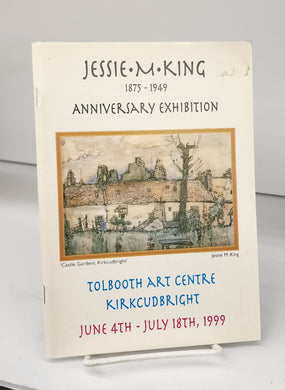 JESSIE•M•KING
1875 - 1949
ANNIVERSARY EXHIBITION
'Castle Gardens, Kirkcudbright'
Jessie M. King
TOLBOOTH ART CENTRE
KIRKCUDBRIGHT
JUNE 4TH - JULY 18TH, 1999